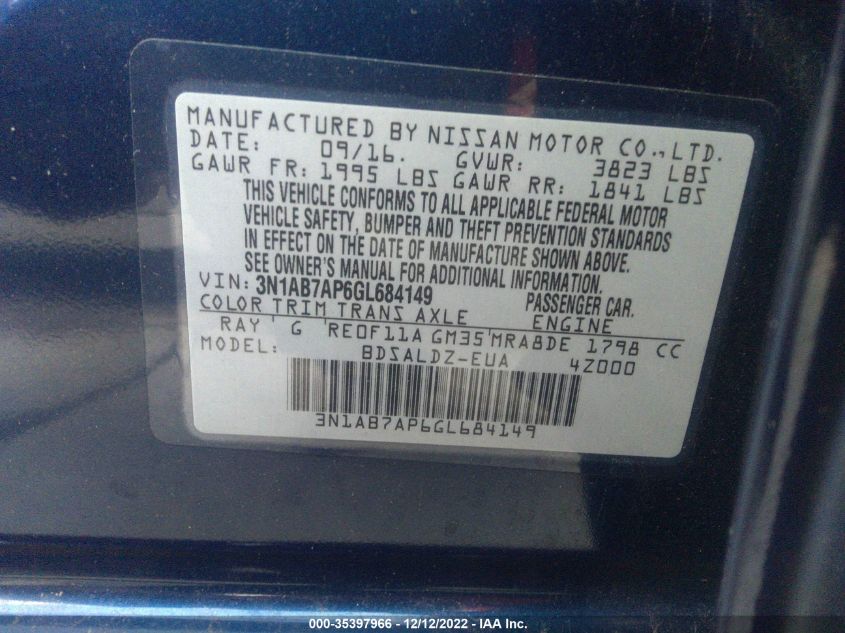 MANUFACTURED BY NISSAN MOTOR CO., LTD.
DATE: 09/16. GVWR: 3823 LBS
GAWR FR: 1995 LBS GAWR RR: 1841 LBS
THIS VEHICLE CONFORMS TO ALL APPLICABLE FEDERAL MOTOR
VEHICLE SAFETY, BUMPER AND THEFT PREVENTION STANDARDS
IN EFFECT ON THE DATE OF MANUFACTURE SHOWN ABOVE.
SEE OWNER'S MANUAL FOR ADDITIONAL INFORMATION.
VIN: 3N1AB7AP6GL684149 PASSENGER CAR.
COLOR TRIM TRANS AXLE ENGINE
RAY ' G ' RE0F11A GM35 ' MRA8DE 1798 CC
MODEL: BDSALDZ-EUA 4Z000
3N1AB7AP6GL684149
000-35397966 - 12/12/2022 - IAA Inc.